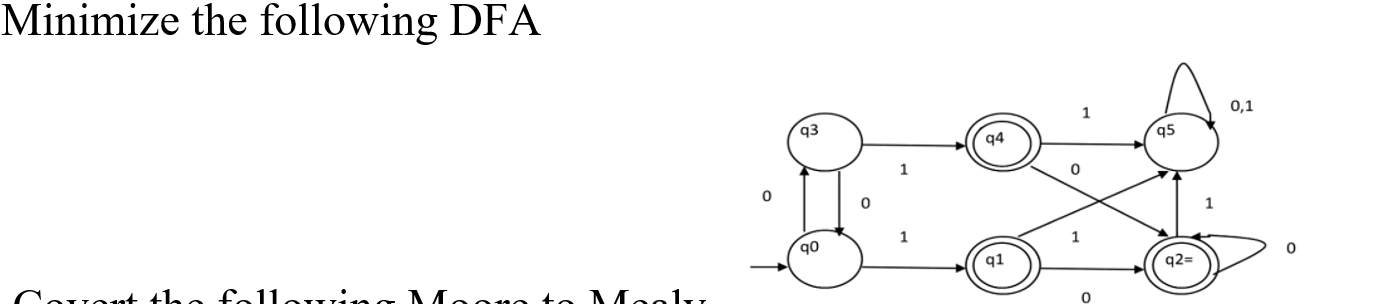 Minimize the following DFA
0,1
1
q3
q4
q5
1
0
0
0
1
1
1
q0
q1
q2=
0
0
Covert the following Moore to Mealy